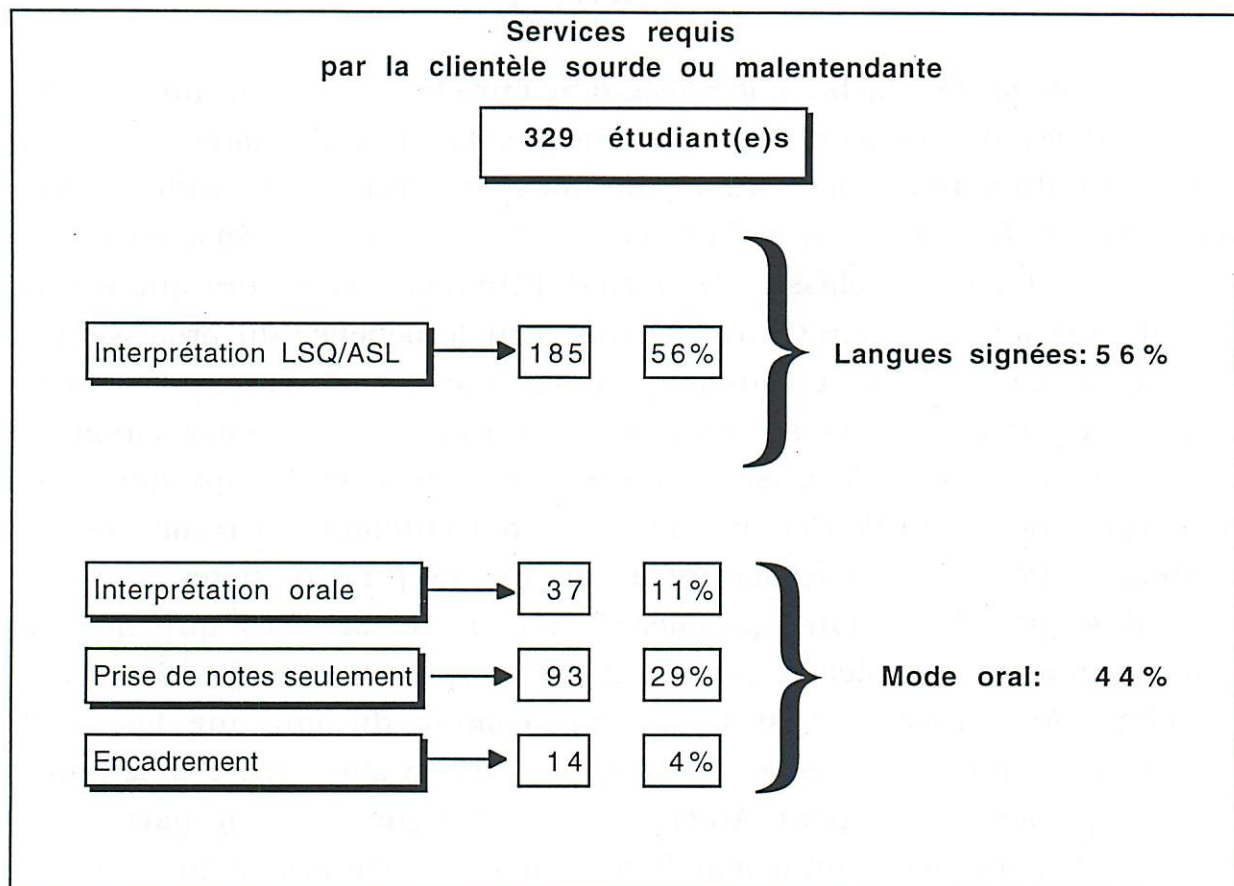 Services requis
par la clientèle sourde ou malentendante
329 étudiant(e)s
Interprétation LSQ/ASL 185 56% Langues signées: 56%
Interprétation orale 37 11%
Prise de notes seulement 93 29% Mode oral: 44%
Encadrement 14 4%